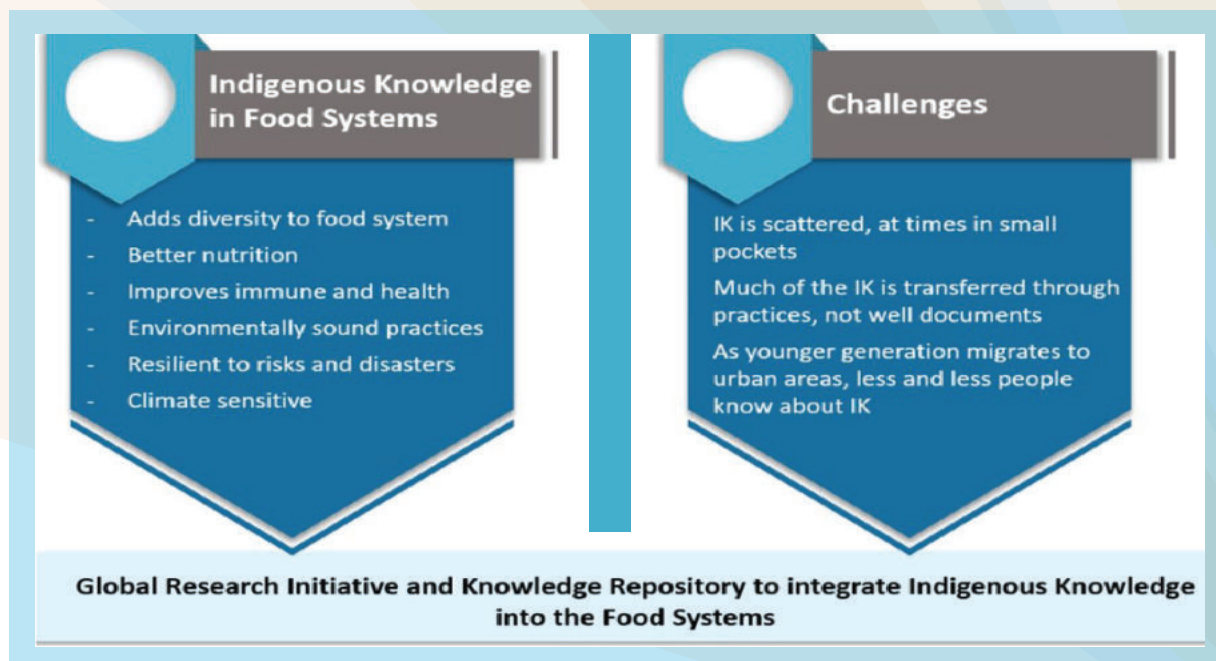 Indigenous Knowledge
in Food Systems
- Adds diversity to food system
- Better nutrition
- Improves immune and health
- Environmentally sound practices
- Resilient to risks and disasters
- Climate sensitive
Challenges
IK is scattered, at times in small
pockets
Much of the IK is transferred through
practices, not well documents
As younger generation migrates to
urban areas, less and less people
know about IK
Global Research Initiative and Knowledge Repository to integrate Indigenous Knowledge
into the Food Systems